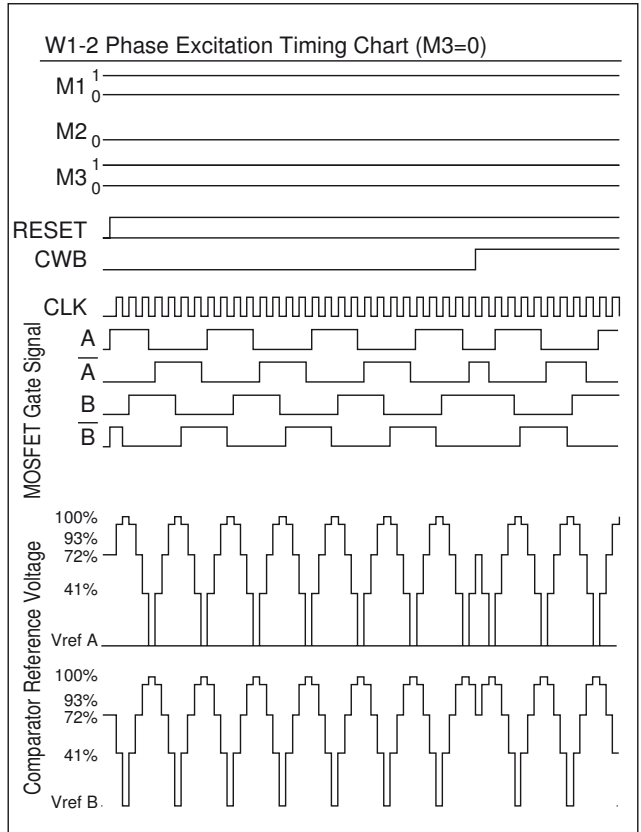 W1-2 Phase Excitation Timing Chart (M3=0)
M1 1
0
M2 0
M3 1
0
RESET
CWB
CLK
MOSFET Gate Signal
A
A̅
B
B̅
Comparator Reference Voltage
100%
93%
72%
41%
Vref A
100%
93%
72%
41%
Vref B